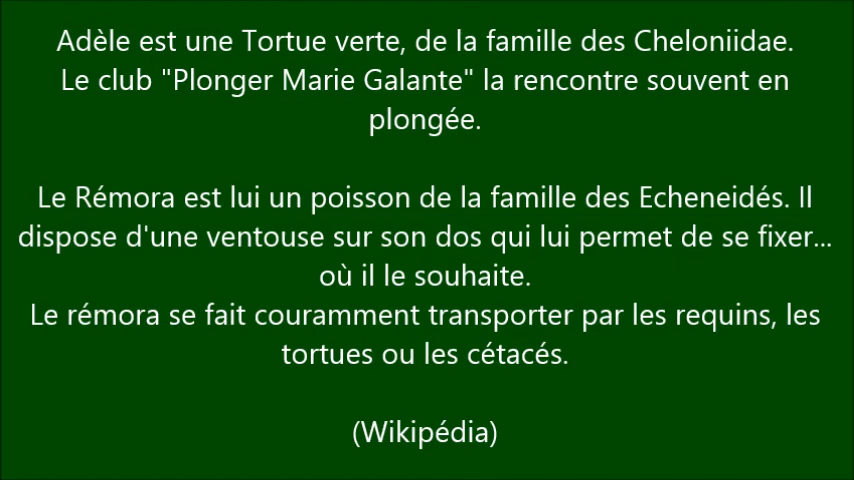 Adèle est une Tortue verte, de la famille des Cheloniidae.
Le club "Plonger Marie Galante" la rencontre souvent en
plongée.
Le Rémora est lui un poisson de la famille des Echeneidés. Il
dispose d'une ventouse sur son dos qui lui permet de se fixer...
où il le souhaite.
Le rémora se fait couramment transporter par les requins, les
tortues ou les cétacés.
(Wikipédia)